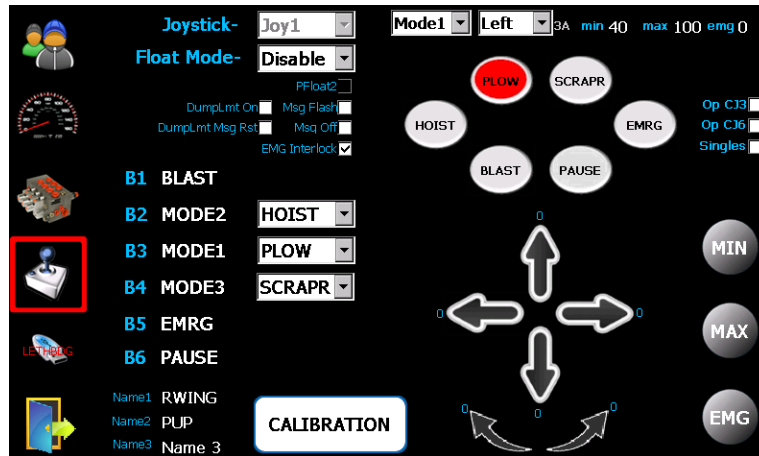 Joystick- Joy1 Mode1 Left 3A min 40 max 100 emg 0
Float Mode- Disable
PFloat2
DumpLmt On Msg Flash
DumpLmt Msg Rst Msg Off
EMG Interlock
PLOW SCRAPR
HOIST EMRG
BLAST PAUSE
Op CJ3
Op CJ6
Singles
B1 BLAST
B2 MODE2 HOIST
B3 MODE1 PLOW
B4 MODE3 SCRAPR
B5 EMRG
B6 PAUSE
0
0 0
0
0 0
MIN
MAX
EMG
Name1 RWING
Name2 PUP
Name3 Name 3
CALIBRATION